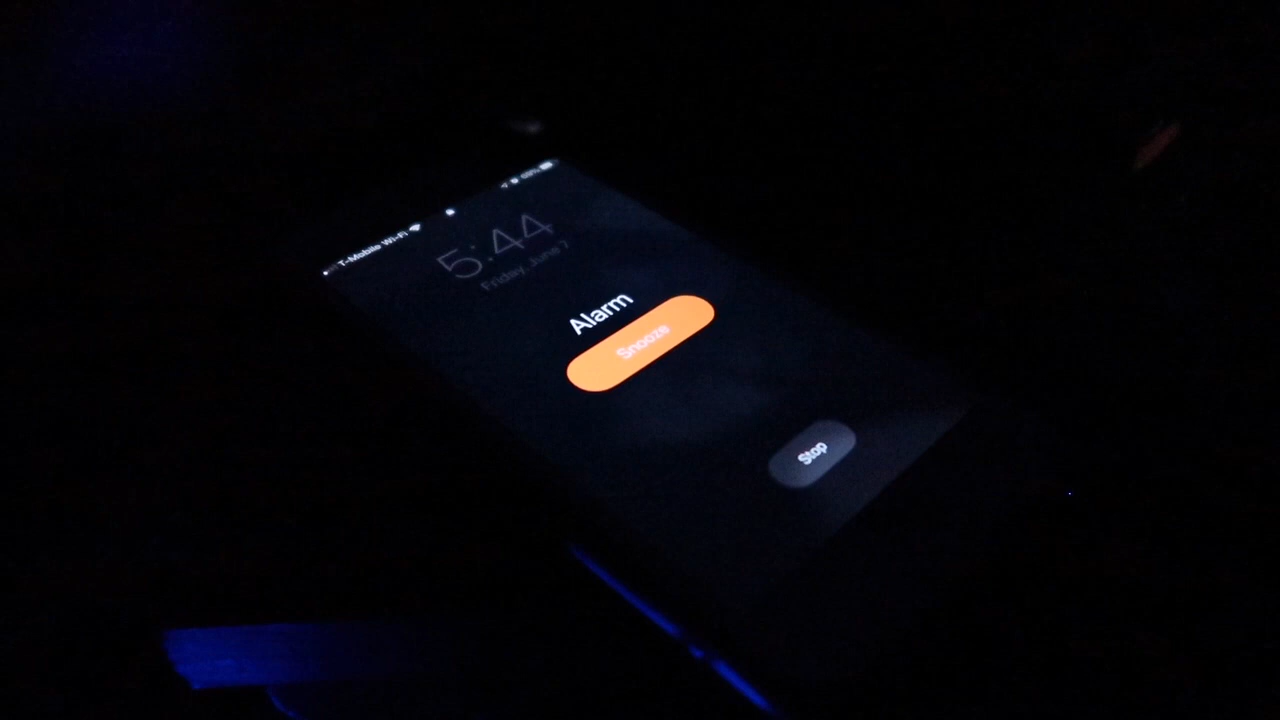 T-Mobile Wi-Fi
5:44
Friday, June 7
Alarm
Snooze
Stop